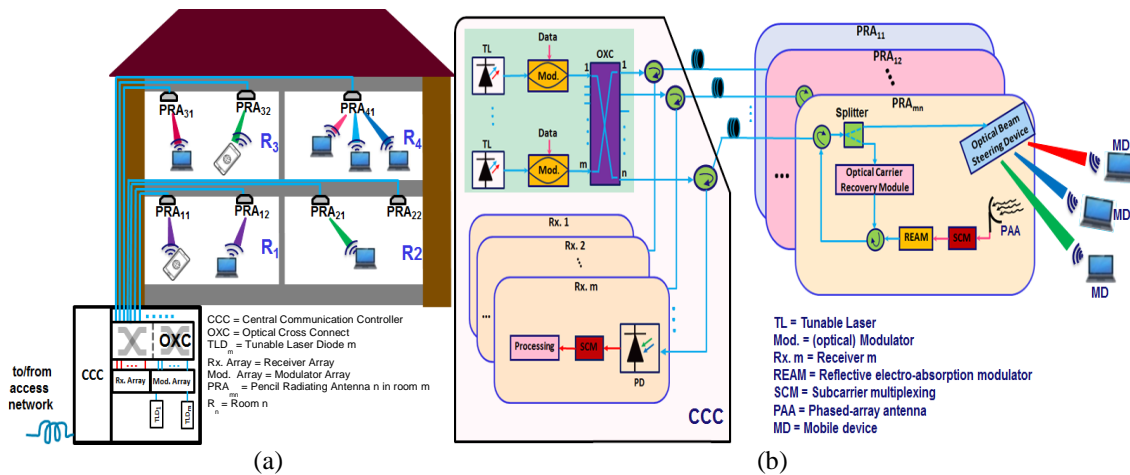 PRA31
PRA32
PRA41
R3
R4
PRA11
PRA12
PRA21
PRA22
R1
R2
CCC
OXC
Rx. Array
Mod. Array
TLD1
TLDm
to/from
access
network
CCC = Central Communication Controller
OXC = Optical Cross Connect
TLDm = Tunable Laser Diode m
Rx. Array = Receiver Array
Mod. Array = Modulator Array
PRAmn = Pencil Radiating Antenna n in room m
Rn = Room n
(a)
TL
Data
Mod.
OXC
1
1
TL
Data
Mod.
m
n
Rx. 1
Rx. 2
Rx. m
Processing
SCM
PD
CCC
PRA11
PRA12
PRAmn
Splitter
Optical Beam
Steering Device
Optical Carrier
Recovery Module
REAM
SCM
PAA
MD
MD
MD
TL = Tunable Laser
Mod. = (optical) Modulator
Rx. m = Receiver m
REAM = Reflective electro-absorption modulator
SCM = Subcarrier multiplexing
PAA = Phased-array antenna
MD = Mobile device
(b)